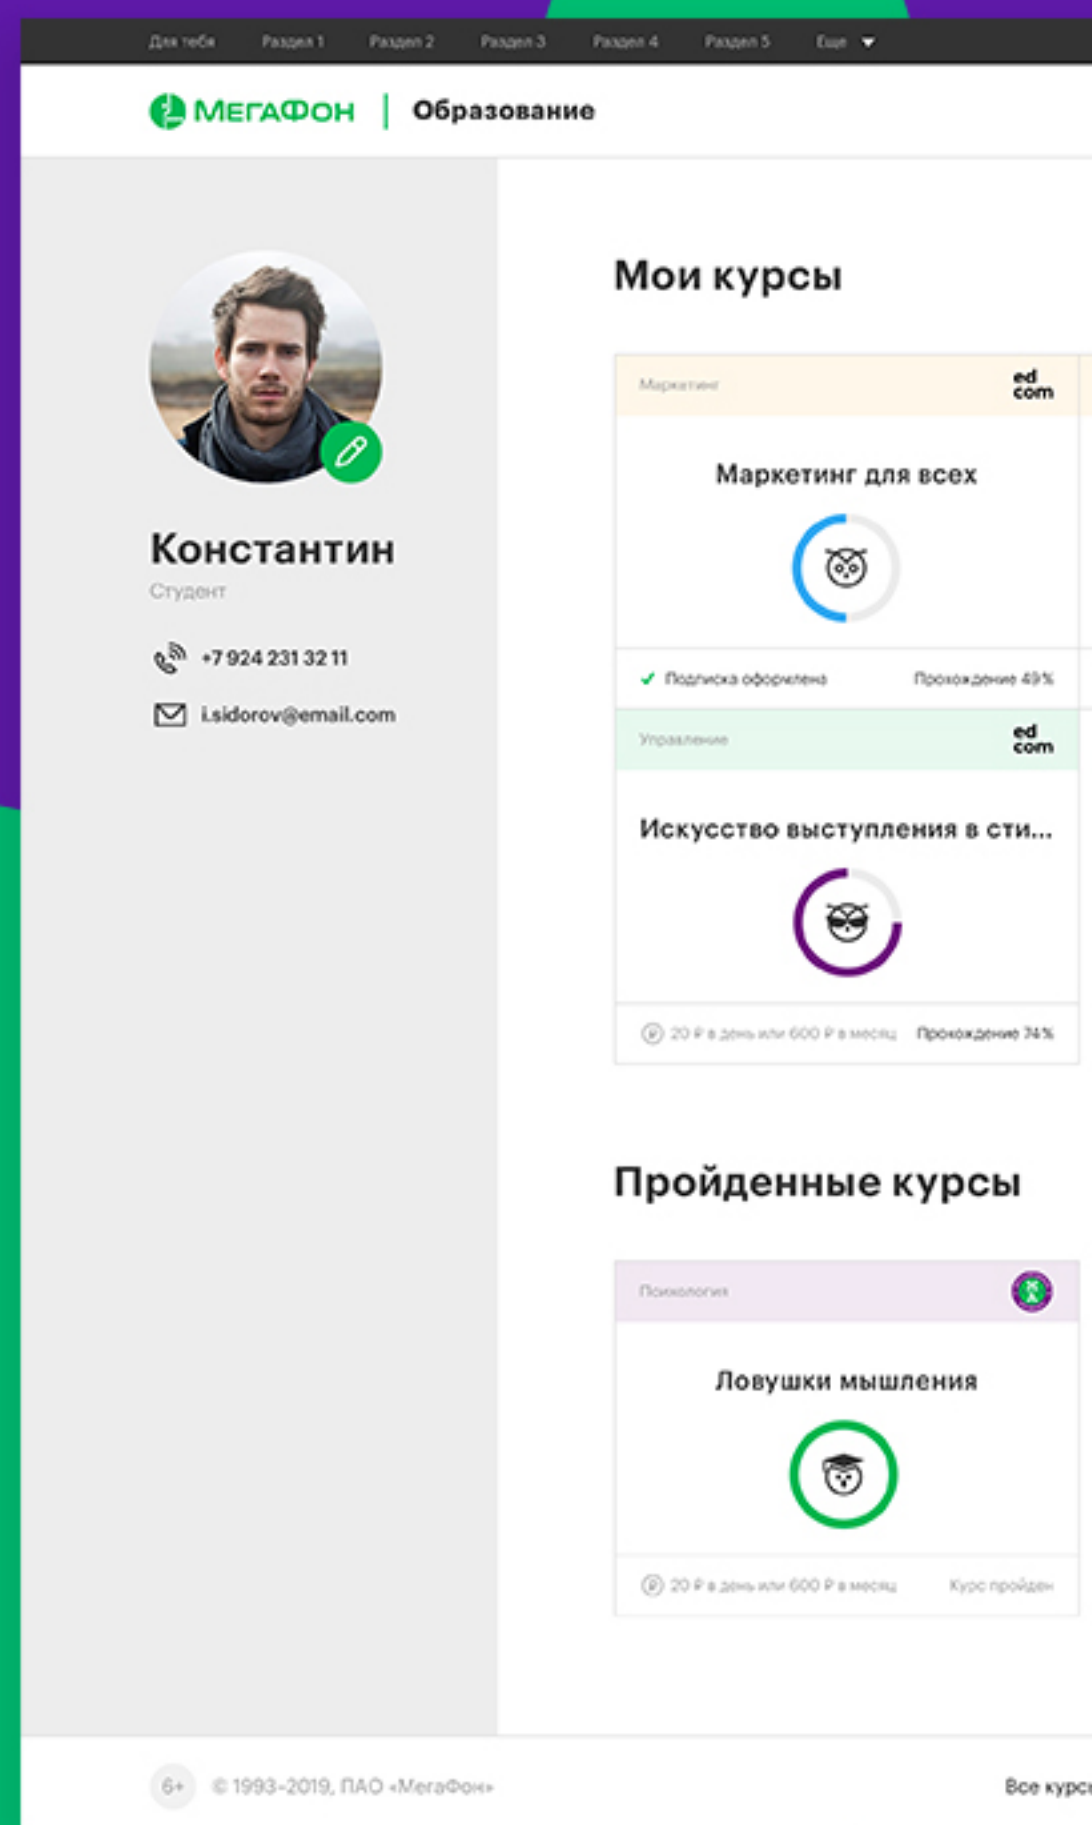 Для тебя Раздел 1 Раздел 2 Раздел 3 Раздел 4 Раздел 5 Еще
МЕГАФОН Образование
Константин
Студент
+7 924 231 32 11
i.sidorov@email.com
Мои курсы
Маркетинг ed com
Маркетинг для всех
Подписка оформлена Прохождение 49%
Управление ed com
Искусство выступления в сти...
20 ₽ в день или 600 ₽ в месяц Прохождение 74%
Пройденные курсы
Психология
Ловушки мышления
20 ₽ в день или 600 ₽ в месяц Курс пройден
6+ © 1993–2019, ПАО «МегаФон» Все курсы